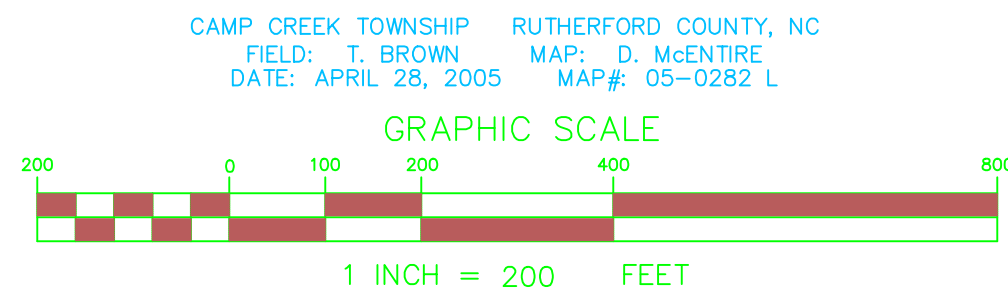 CAMP CREEK TOWNSHIP RUTHERFORD COUNTY, NC
FIELD: T. BROWN MAP: D. McENTIRE
DATE: APRIL 28, 2005 MAP#: 05-0282 L
GRAPHIC SCALE
200 0 100 200 400 800
1 INCH = 200 FEET